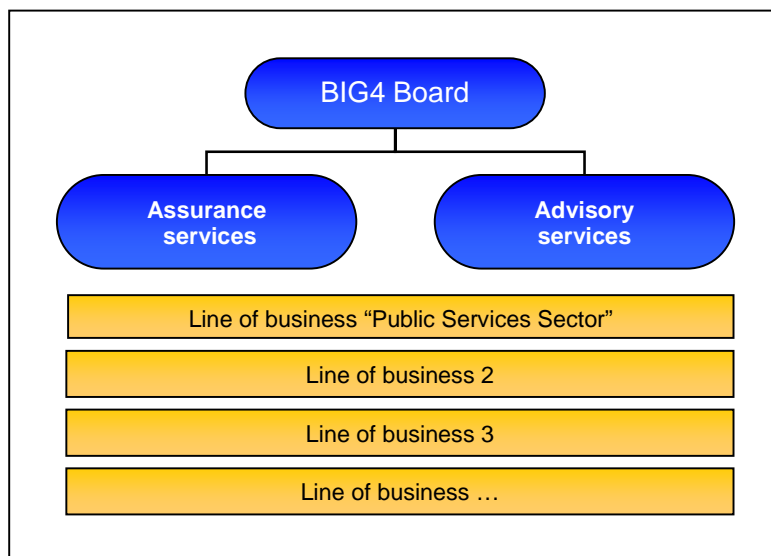 BIG4 Board
Assurance
services
Advisory
services
Line of business “Public Services Sector”
Line of business 2
Line of business 3
Line of business …